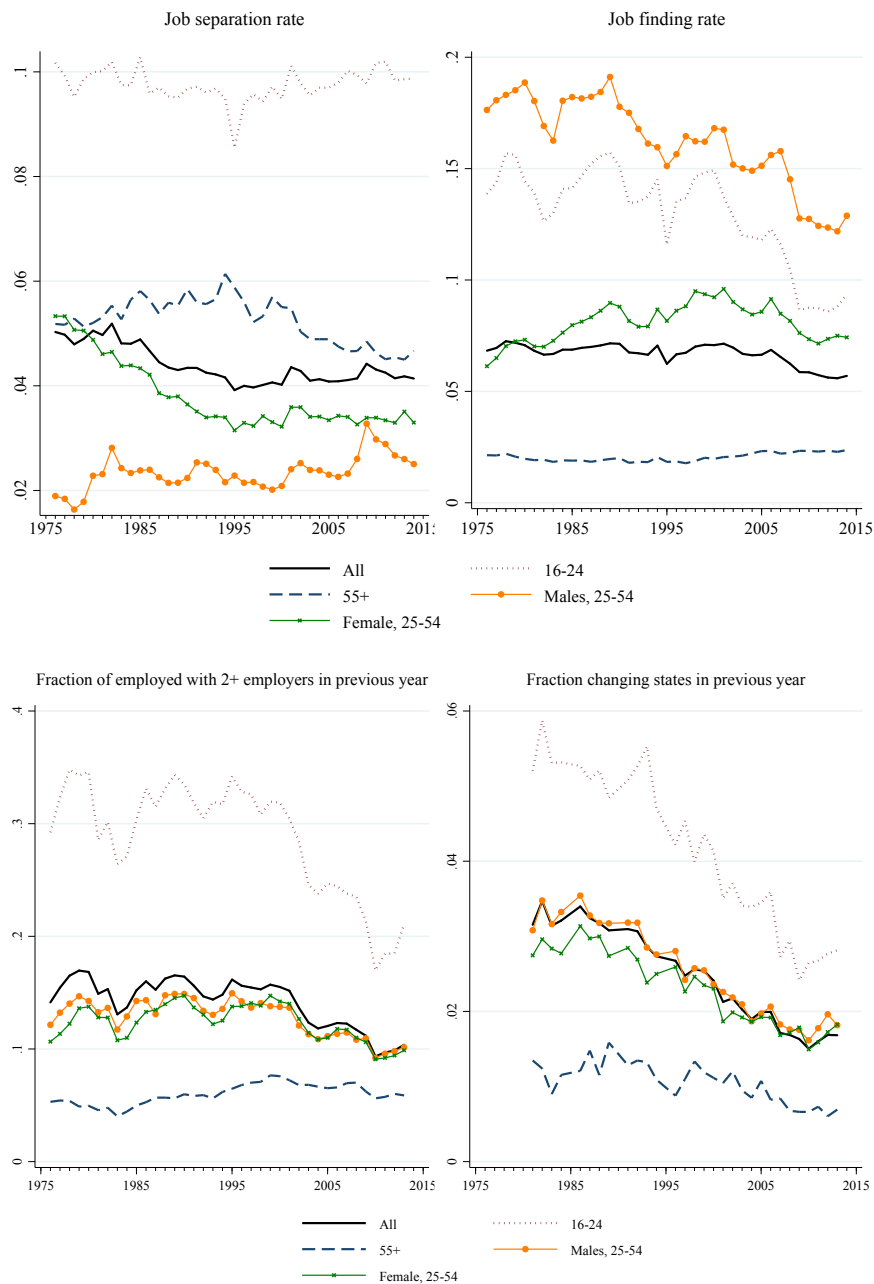 Job separation rate
Job finding rate
.1
.08
.06
.04
.02
1975 1985 1995 2005 2015
.2
.15
.1
.05
0
1975 1985 1995 2005 2015
All 16-24
55+ Males, 25-54
Female, 25-54
Fraction of employed with 2+ employers in previous year
Fraction changing states in previous year
.4
.3
.2
.1
0
1975 1985 1995 2005 2015
.06
.04
.02
0
1975 1985 1995 2005 2015
All 16-24
55+ Males, 25-54
Female, 25-54